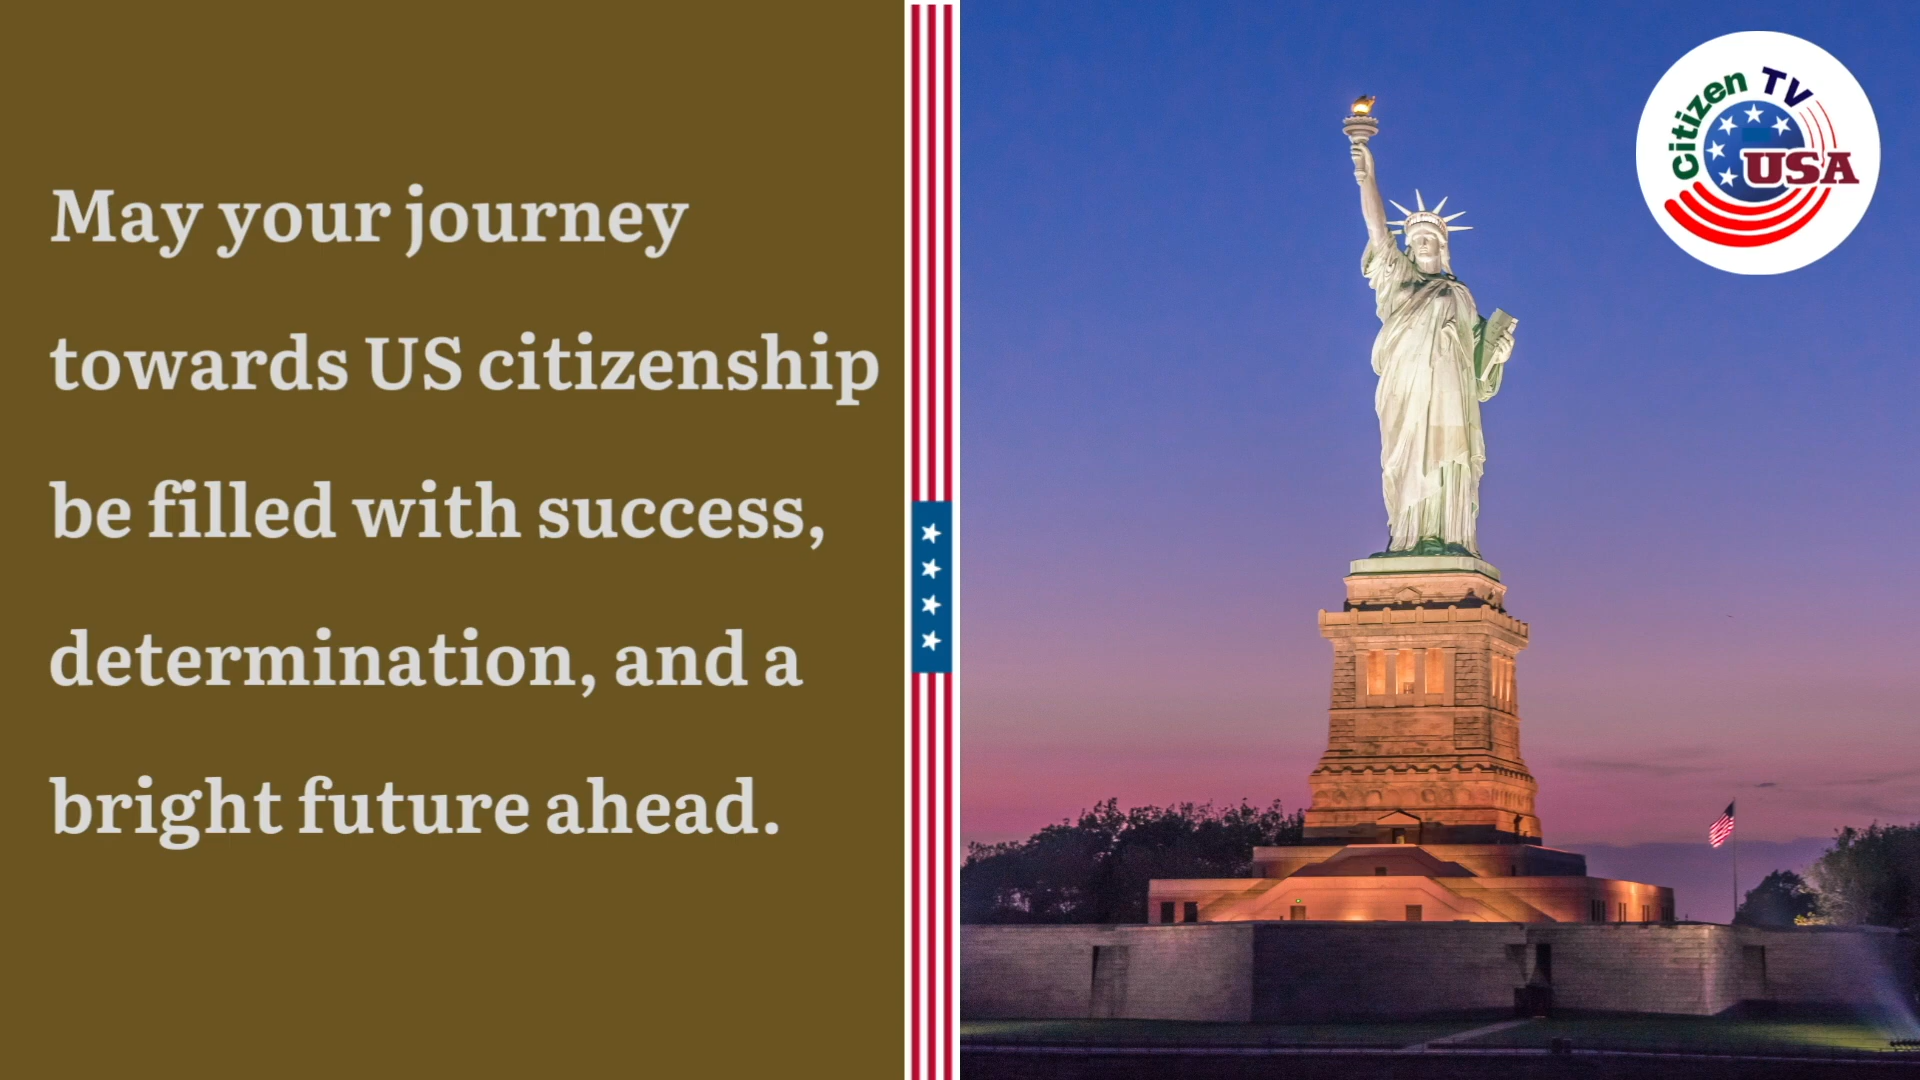 May your journey
towards US citizenship
be filled with success,
determination, and a
bright future ahead.
Citizen TV
USA